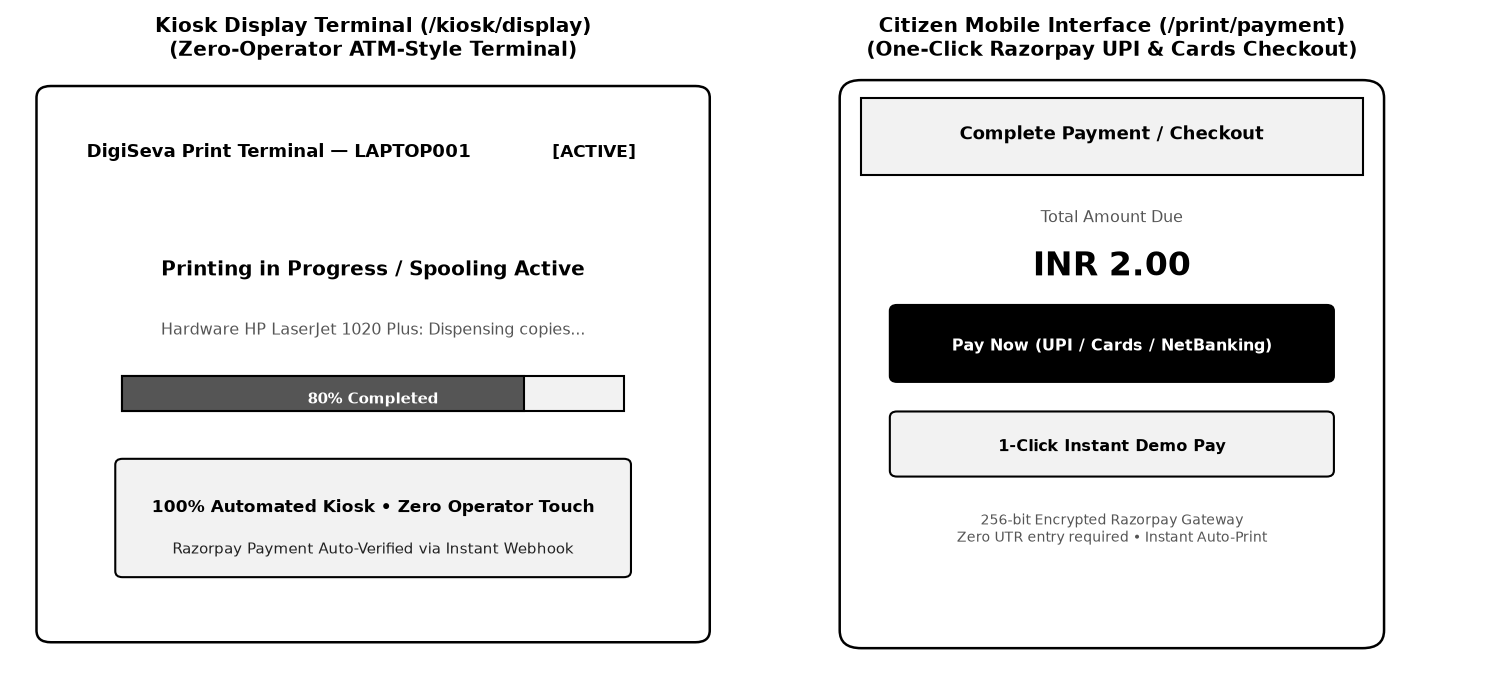 Kiosk Display Terminal (/kiosk/display)
(Zero-Operator ATM-Style Terminal)
DigiSeva Print Terminal — LAPTOP001
[ACTIVE]
Printing in Progress / Spooling Active
Hardware HP LaserJet 1020 Plus: Dispensing copies...
80% Completed
100% Automated Kiosk • Zero Operator Touch
Razorpay Payment Auto-Verified via Instant Webhook
Citizen Mobile Interface (/print/payment)
(One-Click Razorpay UPI & Cards Checkout)
Complete Payment / Checkout
Total Amount Due
INR 2.00
Pay Now (UPI / Cards / NetBanking)
1-Click Instant Demo Pay
256-bit Encrypted Razorpay Gateway
Zero UTR entry required • Instant Auto-Print